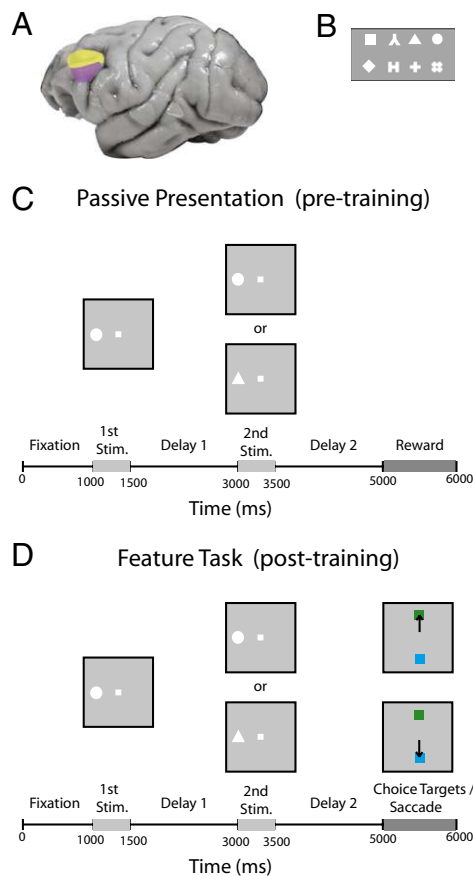 A
B
C Passive Presentation (pre-training)
or
Fixation 1st Stim. Delay 1 2nd Stim. Delay 2 Reward
0 1000 1500 3000 3500 5000 6000
Time (ms)
D Feature Task (post-training)
or
Fixation 1st Stim. Delay 1 2nd Stim. Delay 2 Choice Targets / Saccade
0 1000 1500 3000 3500 5000 6000
Time (ms)